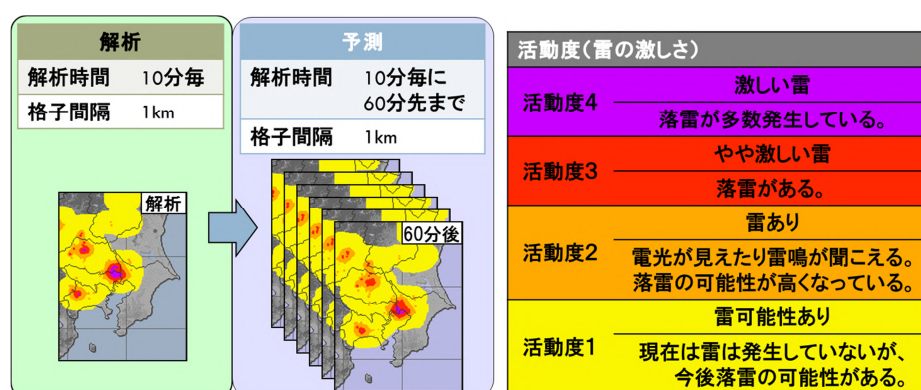 解析
解析時間 10分毎
格子間隔 1km
解析
予測
解析時間 10分毎に
60分先まで
格子間隔 1km
60分後
活動度(雷の激しさ)
活動度4
激しい雷
落雷が多数発生している。
活動度3
やや激しい雷
落雷がある。
活動度2
雷あり
電光が見えたり雷鳴が聞こえる。
落雷の可能性が高くなっている。
活動度1
雷可能性あり
現在は雷は発生していないが、
今後落雷の可能性がある。